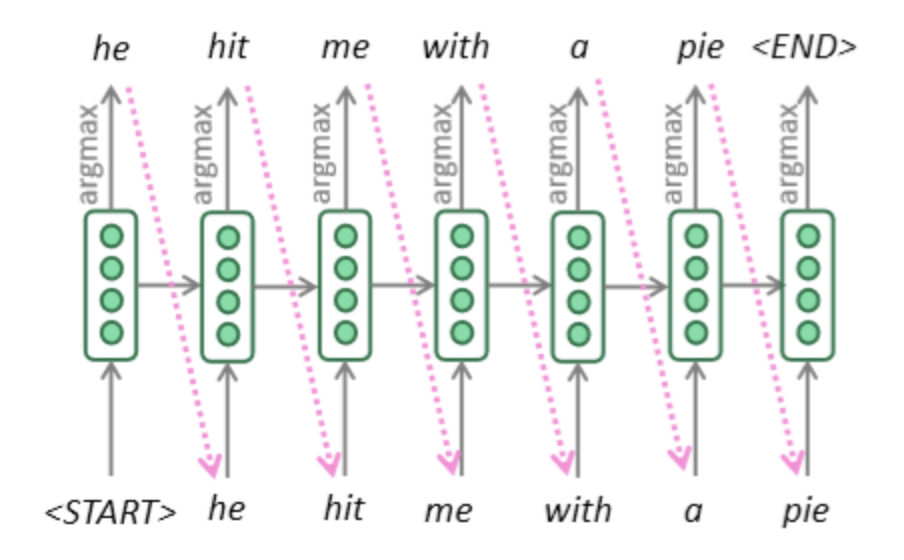 he hit me with a pie <END>
argmax argmax argmax argmax argmax argmax argmax
<START> he hit me with a pie